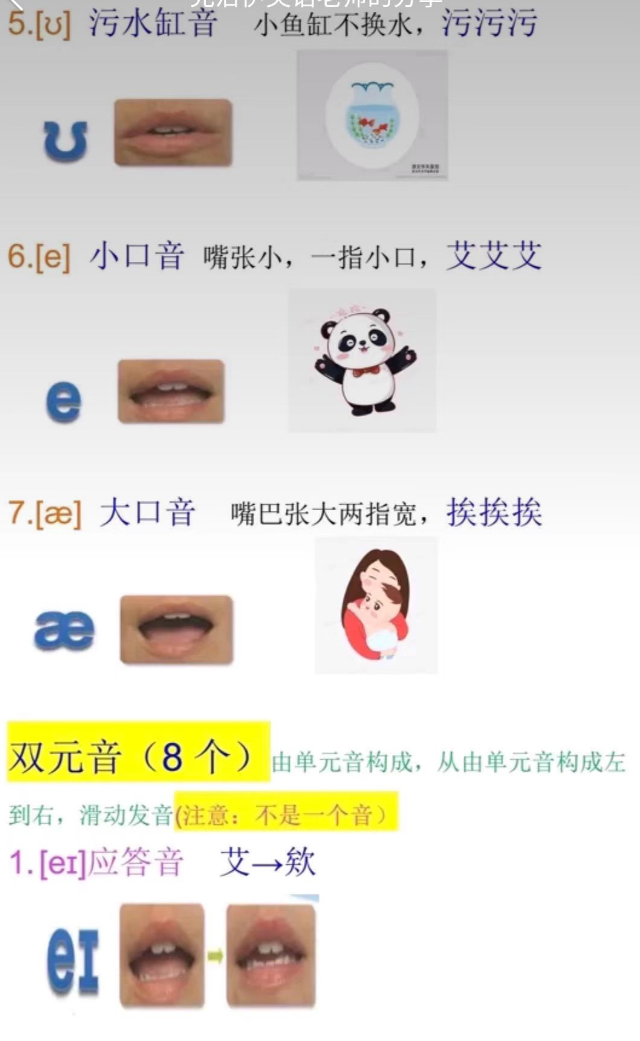 5.[ʊ] 污水缸音 小鱼缸不换水，污污污
ʊ
6.[e] 小口音 嘴张小，一指小口，艾艾艾
e
7.[æ] 大口音 嘴巴张大两指宽，挨挨挨
æ
双元音（8 个）由单元音构成，从由单元音构成左
到右，滑动发音(注意：不是一个音）
1.[eɪ]应答音 艾→欸
eɪ